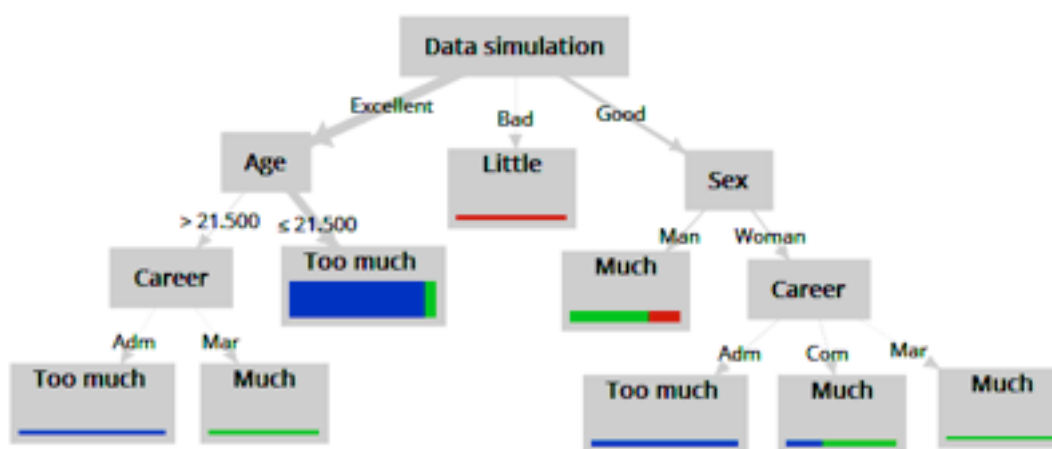 Data simulation
Excellent
Bad
Good
Age
Little
Sex
> 21.500
≤ 21.500
Man
Woman
Career
Too much
Much
Career
Adm
Mar
Adm
Com
Mar
Too much
Much
Too much
Much
Much